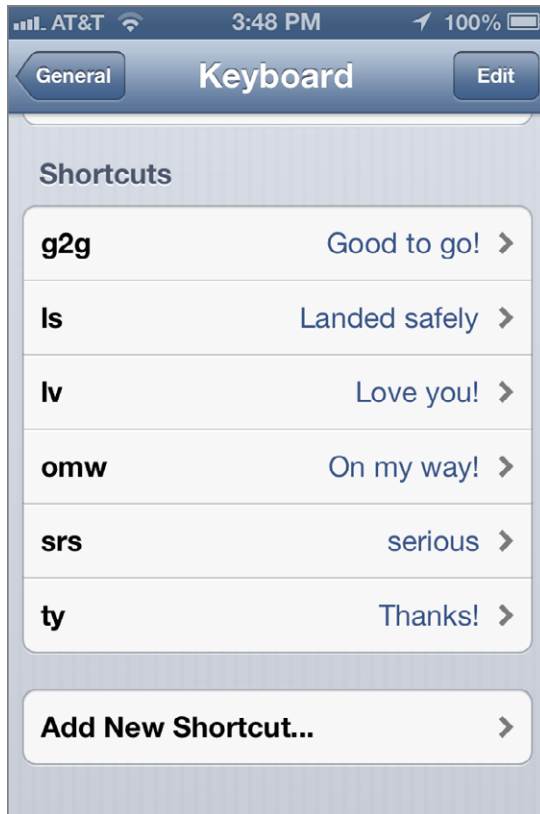 AT&T 3:48 PM 100%
General Keyboard Edit
Shortcuts
g2g Good to go!
ls Landed safely
lv Love you!
omw On my way!
srs serious
ty Thanks!
Add New Shortcut...